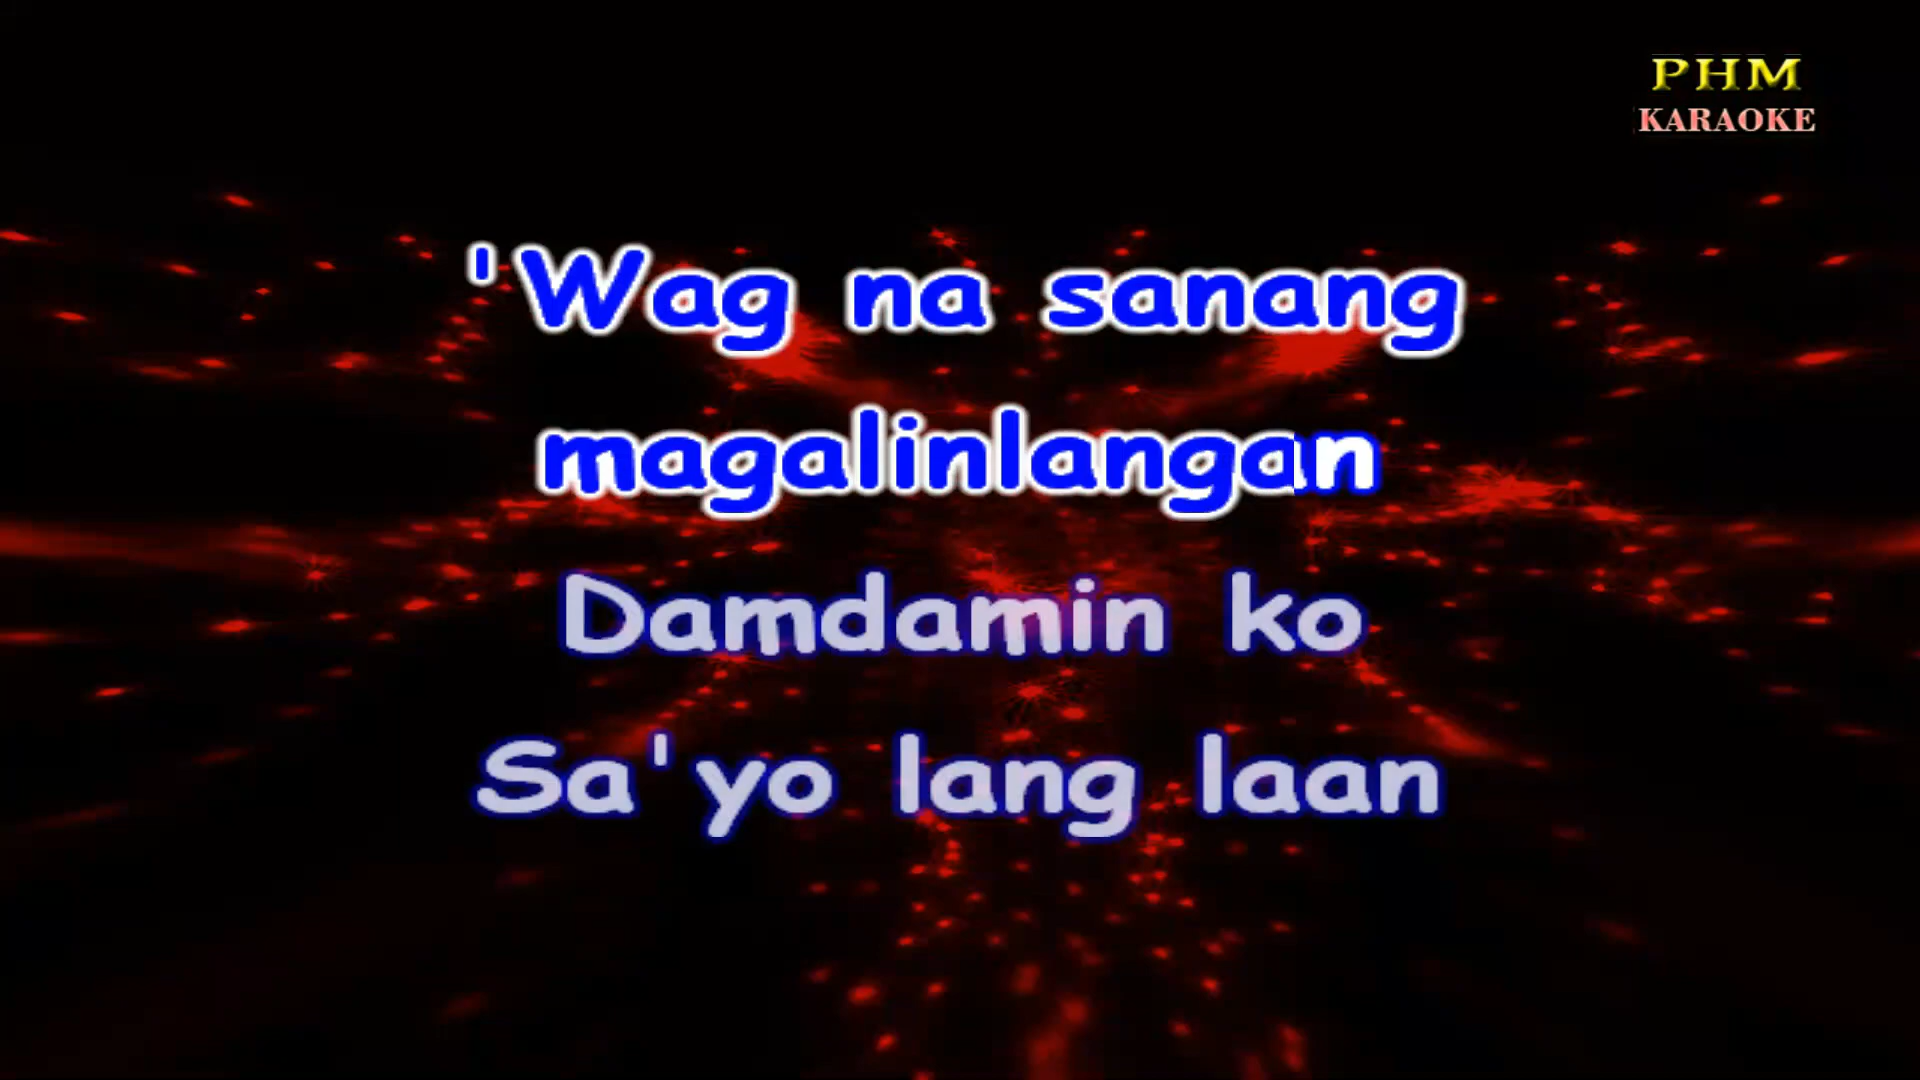 PHM
KARAOKE
'Wag na sanang
magalinlangan
Damdamin ko
Sa'yo lang laan